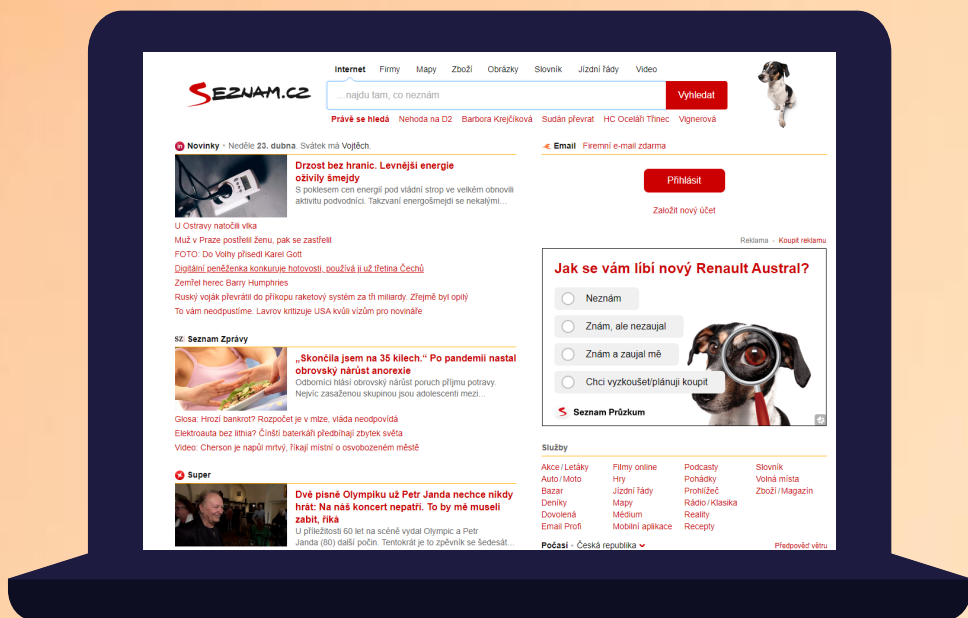 Internet Firmy Mapy Zboží Obrázky Slovník Jízdní řády Video
SEZNAM.CZ
...najdu tam, co neznám
Vyhledat
Právě se hledá Nehoda na D2 Barbora Krejčíková Sudán převrat HC Oceláři Třinec Vignerová
Novinky - Neděle 23. dubna. Svátek má Vojtěch.
Drzost bez hranic. Levnější energie
oživily šmejdy
S poklesem cen energií pod vládní strop ve velkém obnovili
aktivitu podvodníci. Takzvaní energošmejdi se nekalými...
U Ostravy natočili vlka
Muž v Praze postřelil ženu, pak se zastřelil
FOTO: Do Volhy přisedl Karel Gott
Digitální peněženka konkuruje hotovosti, používá ji už třetina Čechů
Zemřel herec Barry Humphries
Ruský voják převrátil do příkopu raketový systém za tři miliardy. Zřejmě byl opilý
To vám neodpustíme. Lavrov kritizuje USA kvůli vízům pro novináře
SZ Seznam Zprávy
„Skončila jsem na 35 kilech.“ Po pandemii nastal
obrovský nárůst anorexie
Odborníci hlásí obrovský nárůst poruch příjmu potravy.
Nejvíc zasaženou skupinou jsou adolescenti mezi...
Glosa: Hrozí bankrot? Rozpočet je v mlze, vláda neodpovídá
Elektroauta bez lithia? Čínští baterkáři předbíhají zbytek světa
Video: Cherson je napůl mrtvý, říkají místní o osvobozeném městě
Super
Dvě písně Olympiku už Petr Janda nechce nikdy
hrát: Na náš koncert nepatří. To by mě museli
zabít, říká
U příležitosti 60 let na scéně vydal Olympic a Petr
Janda (80) další počin. Tentokrát je to zpěvník se šedesát...
Email Firemní e-mail zdarma
Přihlásit
Založit nový účet
Reklama - Koupit reklamu
Jak se vám líbí nový Renault Austral?
Neznám
Znám, ale nezaujal
Znám a zaujal mě
Chci vyzkoušet/plánuji koupit
Seznam Průzkum
Služby
Akce / Letáky Filmy online Podcasty Slovník
Auto / Moto Hry Pohádky Volná místa
Bazar Jízdní řády Prohlížeč Zboží / Magazín
Deníky Mapy Rádio / Klasika
Dovolená Médium Reality
Email Profi Mobilní aplikace Recepty
Počasí - Česká republika Předpověď větru